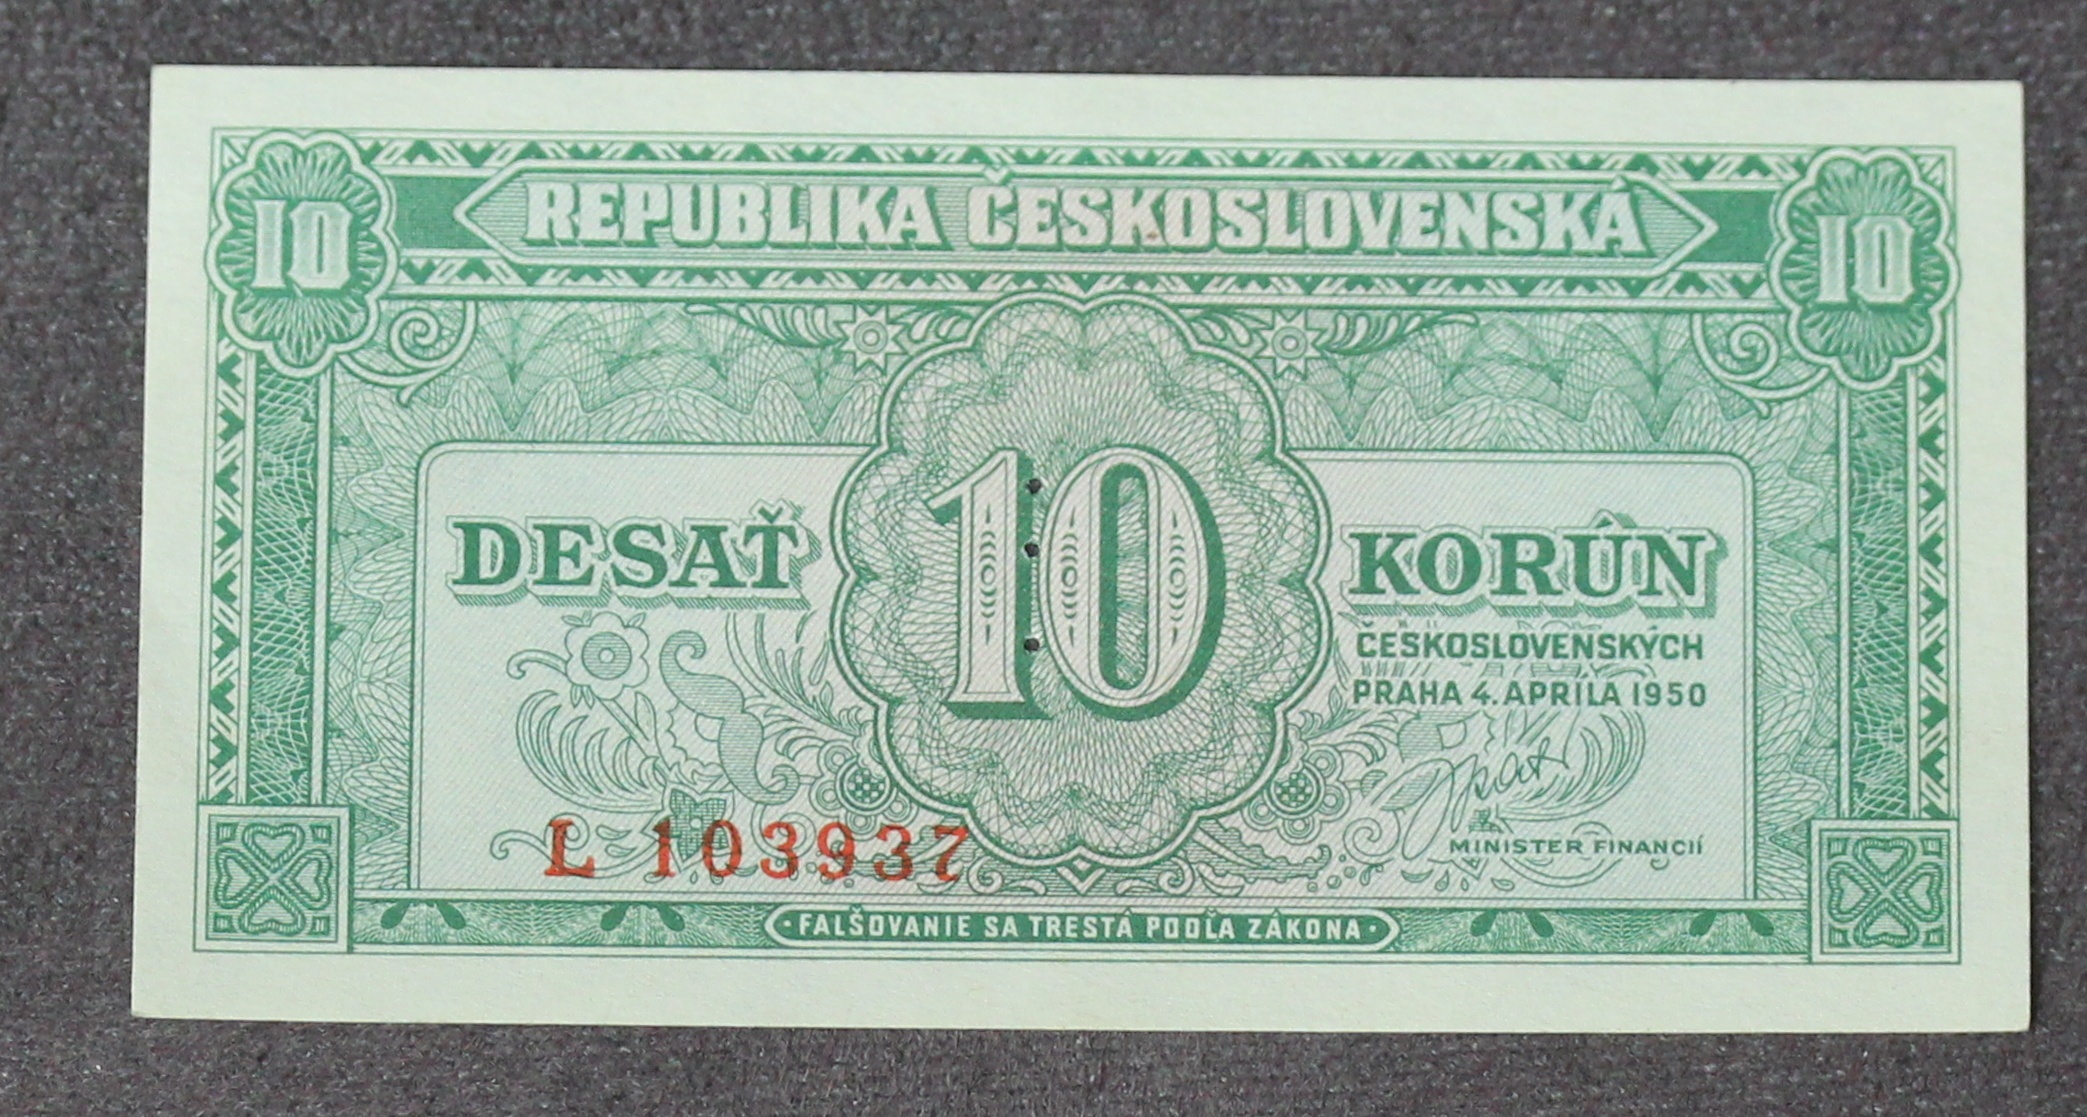 10 REPUBLIKA ČESKOSLOVENSKÁ 10
DESAŤ 10 KORÚN
ČESKOSLOVENSKÝCH
PRAHA 4. APRÍLA 1950
MINISTER FINANCIÍ
L 103937
FALŠOVANIE SA TRESTÁ PODĽA ZÁKONA